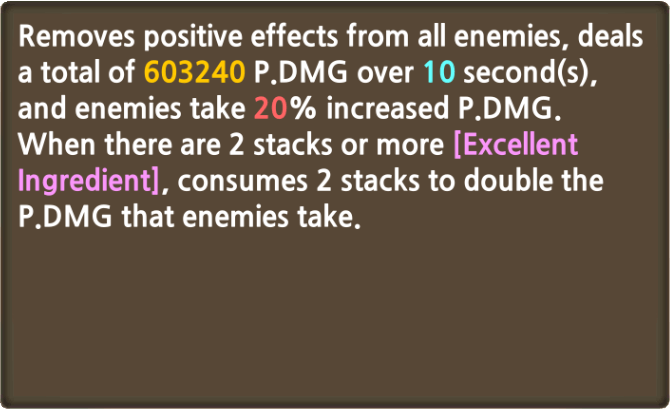 Removes positive effects from all enemies, deals
a total of 603240 P.DMG over 10 second(s),
and enemies take 20% increased P.DMG.
When there are 2 stacks or more [Excellent
Ingredient], consumes 2 stacks to double the
P.DMG that enemies take.